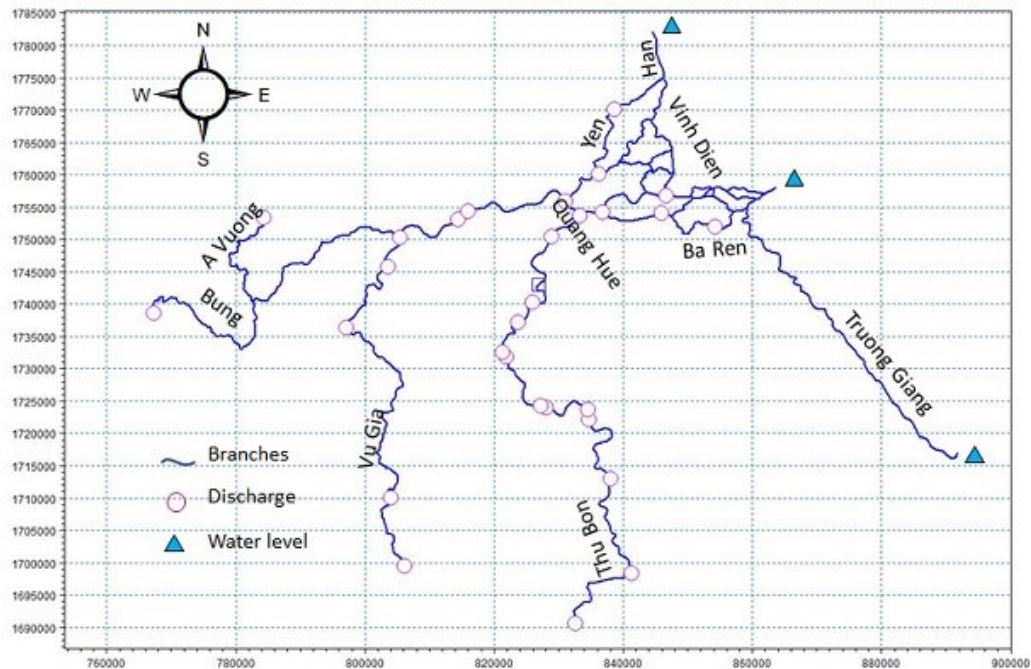 1785000
1780000
1775000
1770000
1765000
1760000
1755000
1750000
1745000
1740000
1735000
1730000
1725000
1720000
1715000
1710000
1705000
1700000
1695000
1690000
N
W E
S
Han
Yen
Vinh Dien
A Vuong
Bung
Quang Hue
Ba Ren
Truong Giang
Vu Gia
Thu Bon
Branches
Discharge
Water level
760000 780000 800000 820000 840000 860000 880000 900000